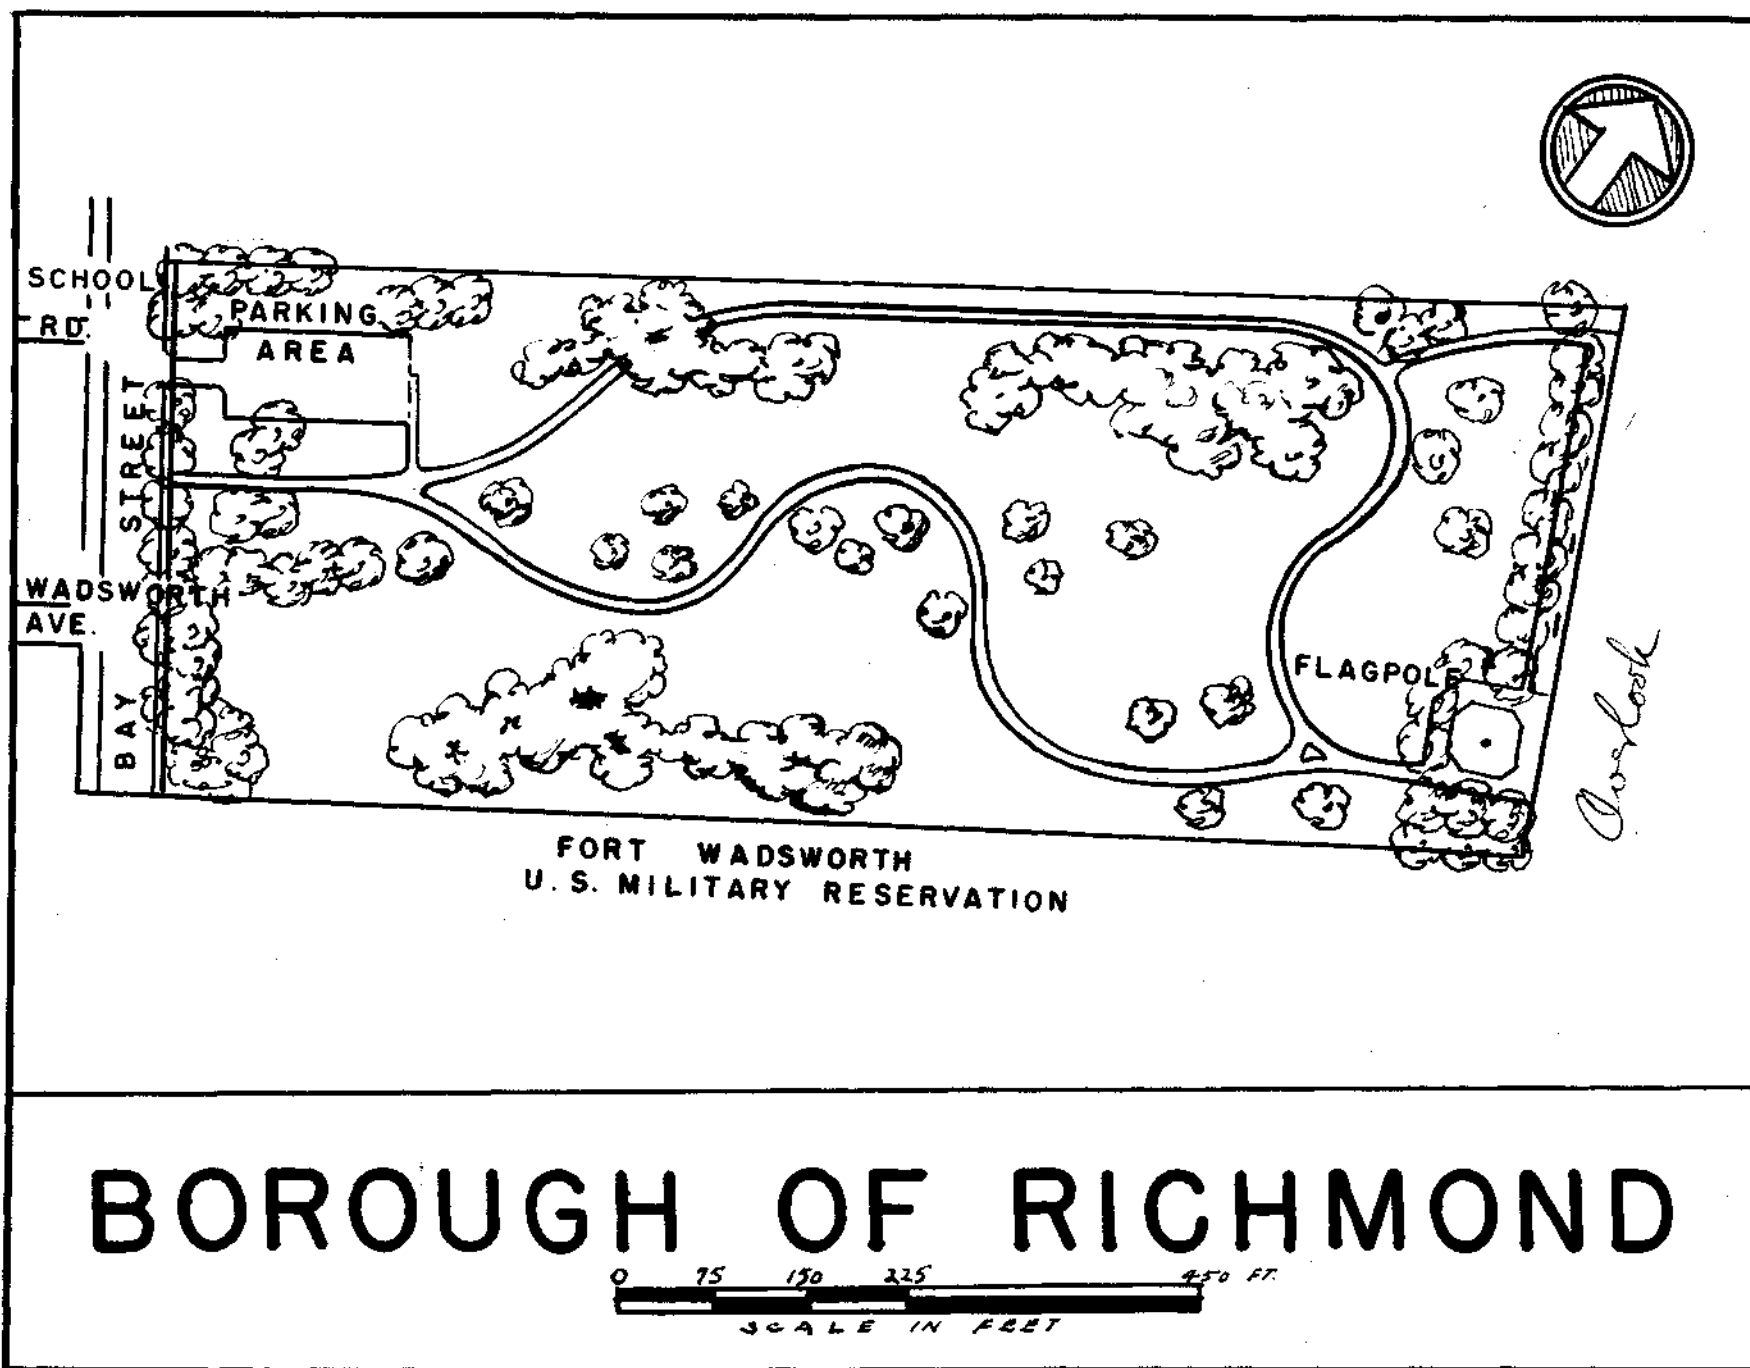 SCHOOL
RD.
PARKING
AREA
BAY STREET
WADSWORTH
AVE.
FLAGPOLE
Overlook
FORT WADSWORTH
U.S. MILITARY RESERVATION
BOROUGH OF RICHMOND
0 75 150 225 450 FT.
SCALE IN FEET